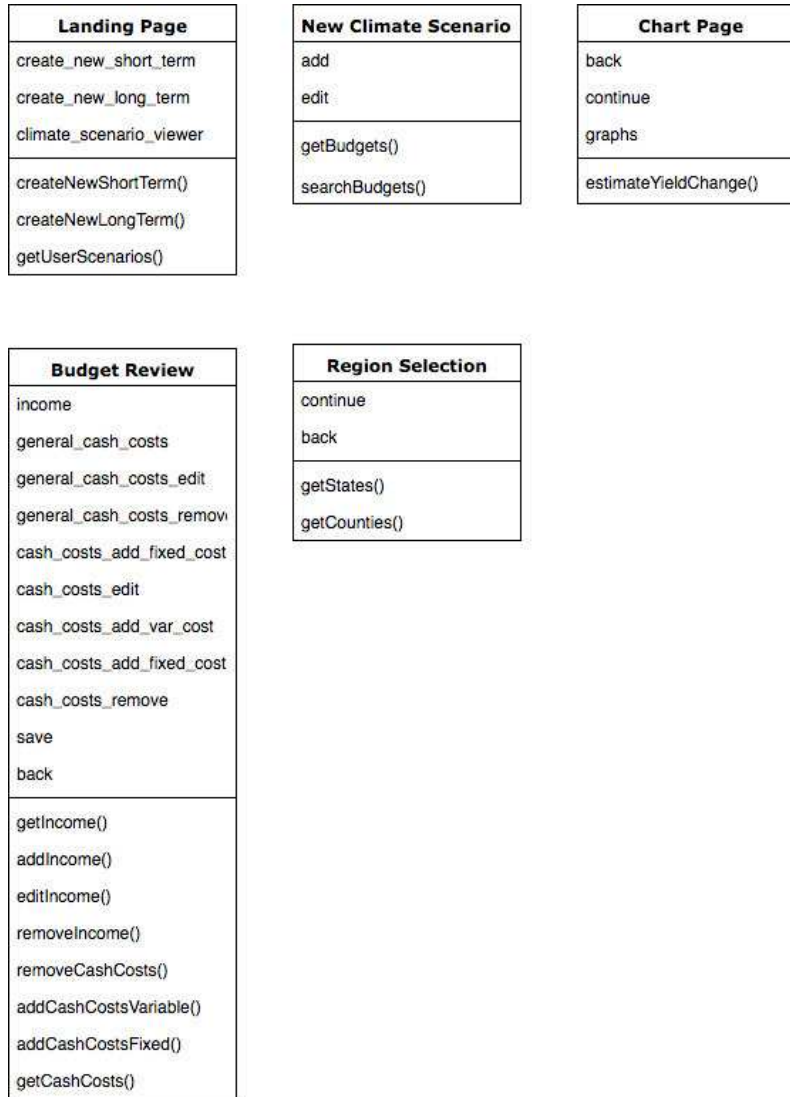 Landing Page
create_new_short_term
create_new_long_term
climate_scenario_viewer
createNewShortTerm()
createNewLongTerm()
getUserScenarios()
New Climate Scenario
add
edit
getBudgets()
searchBudgets()
Chart Page
back
continue
graphs
estimateYieldChange()
Budget Review
income
general_cash_costs
general_cash_costs_edit
general_cash_costs_remov
cash_costs_add_fixed_cost
cash_costs_edit
cash_costs_add_var_cost
cash_costs_add_fixed_cost
cash_costs_remove
save
back
getIncome()
addIncome()
editIncome()
removeIncome()
removeCashCosts()
addCashCostsVariable()
addCashCostsFixed()
getCashCosts()
Region Selection
continue
back
getStates()
getCounties()